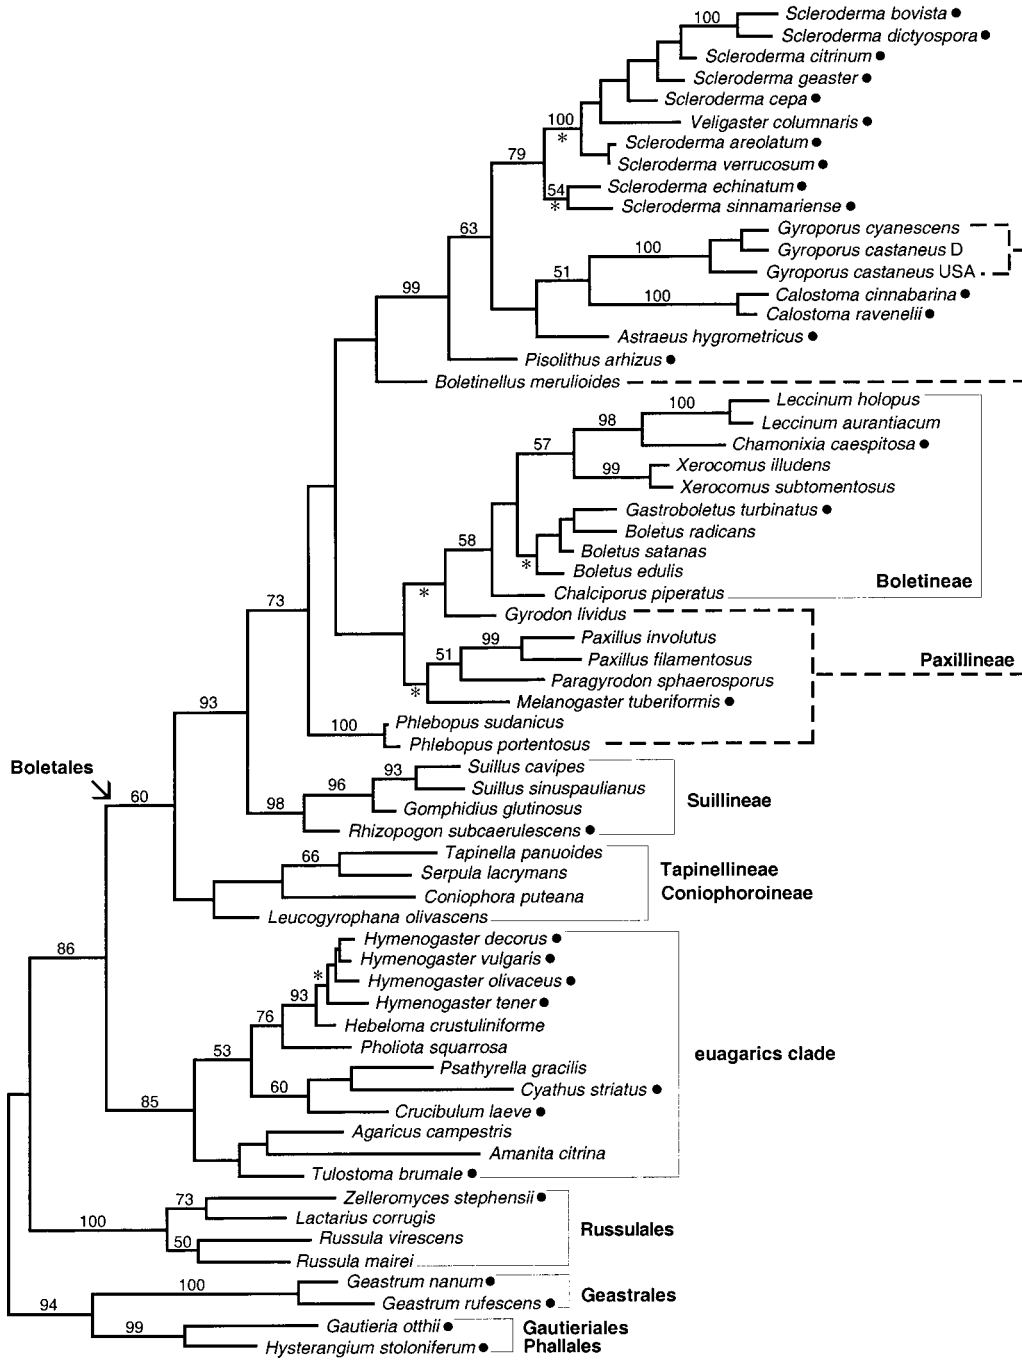 100
Scleroderma bovista ●
Scleroderma dictyospora ●
Scleroderma citrinum ●
Scleroderma geaster ●
Scleroderma cepa ●
100
*
Veligaster columnaris ●
Scleroderma areolatum ●
79
Scleroderma verrucosum ●
54
*
Scleroderma echinatum ●
Scleroderma sinnamariense ●
63
Gyroporus cyanescens
100
Gyroporus castaneus D
51
Gyroporus castaneus USA
99
100
Calostoma cinnabarina ●
Calostoma ravenelii ●
Astraeus hygrometricus ●
Pisolithus arhizus ●
Boletinellus merulioides
100
Leccinum holopus
98
Leccinum aurantiacum
57
Chamonixia caespitosa ●
99
Xerocomus illudens
Xerocomus subtomentosus
Gastroboletus turbinatus ●
Boletus radicans
58
Boletus satanas
*
Boletus edulis
Boletineae
*
Chalciporus piperatus
73
Gyrodon lividus
99
Paxillus involutus
51
Paxillus filamentosus
Paxillineae
*
Paragyrodon sphaerosporus
93
Melanogaster tuberiformis ●
100
Phlebopus sudanicus
Phlebopus portentosus
Boletales
93
Suillus cavipes
96
Suillus sinuspaulianus
60
98
Gomphidius glutinosus
Suillineae
Rhizopogon subcaerulescens ●
66
Tapinella panuoides
Serpula lacrymans
Tapinellineae
Coniophora puteana
Coniophoroineae
Leucogyrophana olivascens
86
Hymenogaster decorus ●
Hymenogaster vulgaris ●
*
Hymenogaster olivaceus ●
93
Hymenogaster tener ●
76
Hebeloma crustuliniforme
53
Pholiota squarrosa
euagarics clade
Psathyrella gracilis
60
Cyathus striatus ●
85
Crucibulum laeve ●
Agaricus campestris
Amanita citrina
Tulostoma brumale ●
73
Zelleromyces stephensii ●
100
Lactarius corrugis
50
Russula virescens
Russulales
Russula mairei
100
Geastrum nanum ●
94
Geastrum rufescens ●
Geastrales
99
Gautieria otthii ●
Gautieriales
Hysterangium stoloniferum ●
Phallales